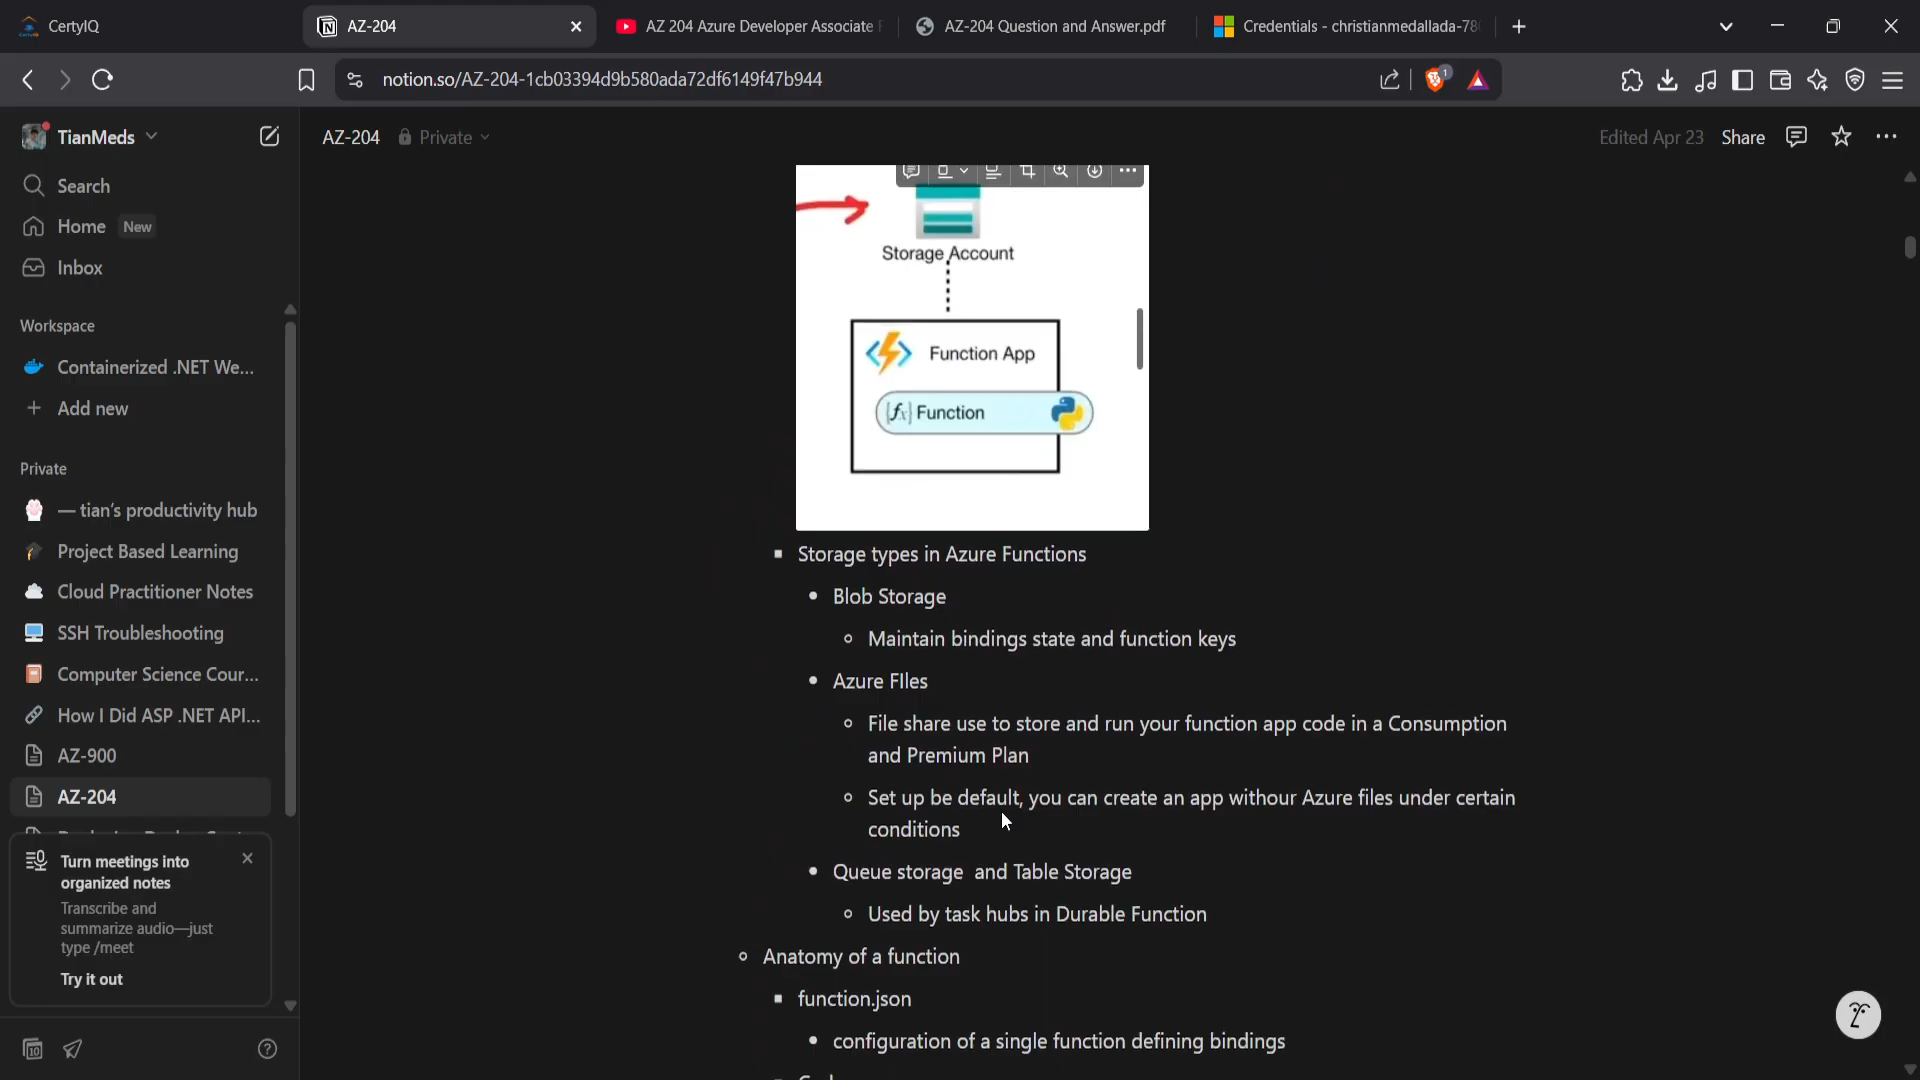 CertyIQ
AZ-204
AZ 204 Azure Developer Associate
AZ-204 Question and Answer.pdf
Credentials - christianmedallada-78
notion.so/AZ-204-1cb03394d9b580ada72df6149f47b944
1
TianMeds
AZ-204
Private
Edited Apr 23
Share
Search
Home
New
Inbox
Workspace
Containerized .NET We...
Add new
Private
— tian's productivity hub
Project Based Learning
Cloud Practitioner Notes
SSH Troubleshooting
Computer Science Cour...
How I Did ASP .NET API...
AZ-900
AZ-204
Turn meetings into
organized notes
Transcribe and
summarize audio—just
type /meet
Try it out
Storage Account
Function App
Function
Storage types in Azure Functions
Blob Storage
Maintain bindings state and function keys
Azure FIles
File share use to store and run your function app code in a Consumption
and Premium Plan
Set up be default, you can create an app withour Azure files under certain
conditions
Queue storage and Table Storage
Used by task hubs in Durable Function
Anatomy of a function
function.json
configuration of a single function defining bindings